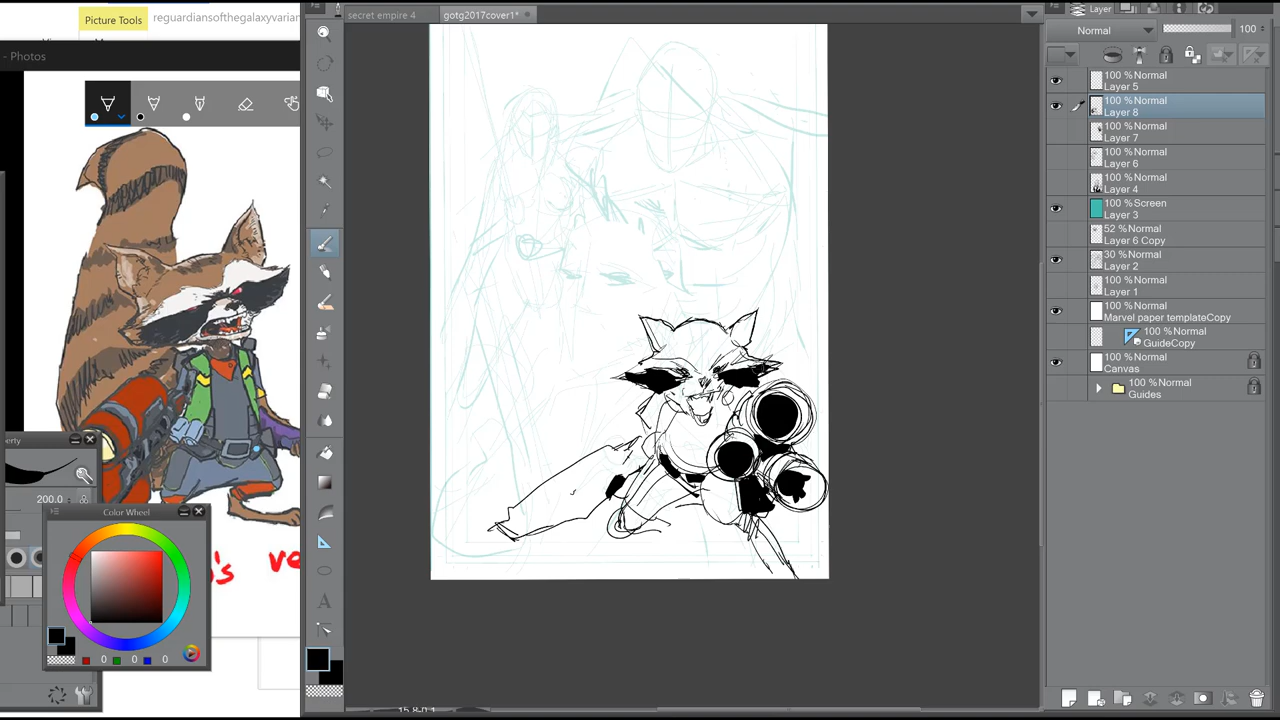 Picture Tools
reguardiansofthegalaxyvarian
- Photos
secret empire 4
gotg2017cover1*
Layer
Normal
100
100 %Normal
Layer 5
100 %Normal
Layer 8
100 %Normal
Layer 7
100 %Normal
Layer 6
100 %Normal
Layer 4
100 %Screen
Layer 3
52 %Normal
Layer 6 Copy
30 %Normal
Layer 2
100 %Normal
Layer 1
100 %Normal
Marvel paper templateCopy
100 %Normal
GuideCopy
100 %Normal
Canvas
100 %Normal
Guides
perty
200.0
Color Wheel
's ve
0 0 0